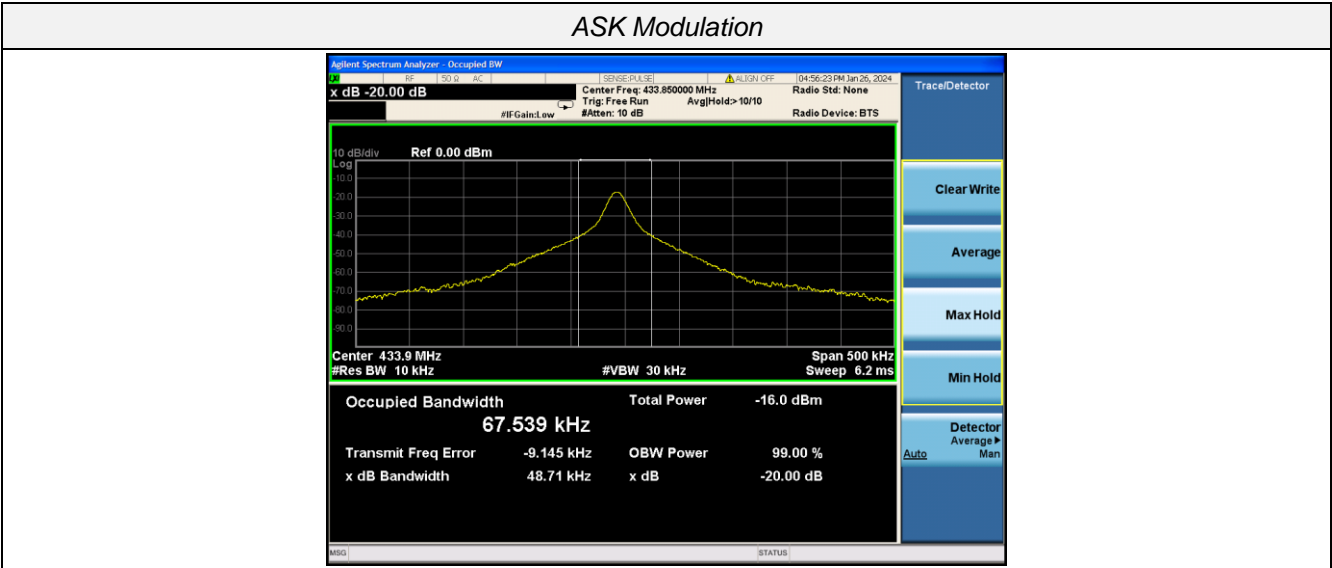 ASK Modulation
Agilent Spectrum Analyzer - Occupied BW
LXI RF 50 Ω AC SENSE:PULSE ALIGN OFF 04:56:23 PM Jan 26, 2024
x dB -20.00 dB Center Freq: 433.850000 MHz Radio Std: None
Trig: Free Run Avg|Hold:>10/10
#IFGain:Low #Atten: 10 dB Radio Device: BTS
Trace/Detector
10 dB/div Ref 0.00 dBm
Log
-10.0
-20.0
-30.0
-40.0
-50.0
-60.0
-70.0
-80.0
-90.0
Center 433.9 MHz Span 500 kHz
#Res BW 10 kHz #VBW 30 kHz Sweep 6.2 ms
Occupied Bandwidth Total Power -16.0 dBm
67.539 kHz
Transmit Freq Error -9.145 kHz OBW Power 99.00 %
x dB Bandwidth 48.71 kHz x dB -20.00 dB
Clear Write
Average
Max Hold
Min Hold
Detector
Average▶
Auto Man
MSG STATUS